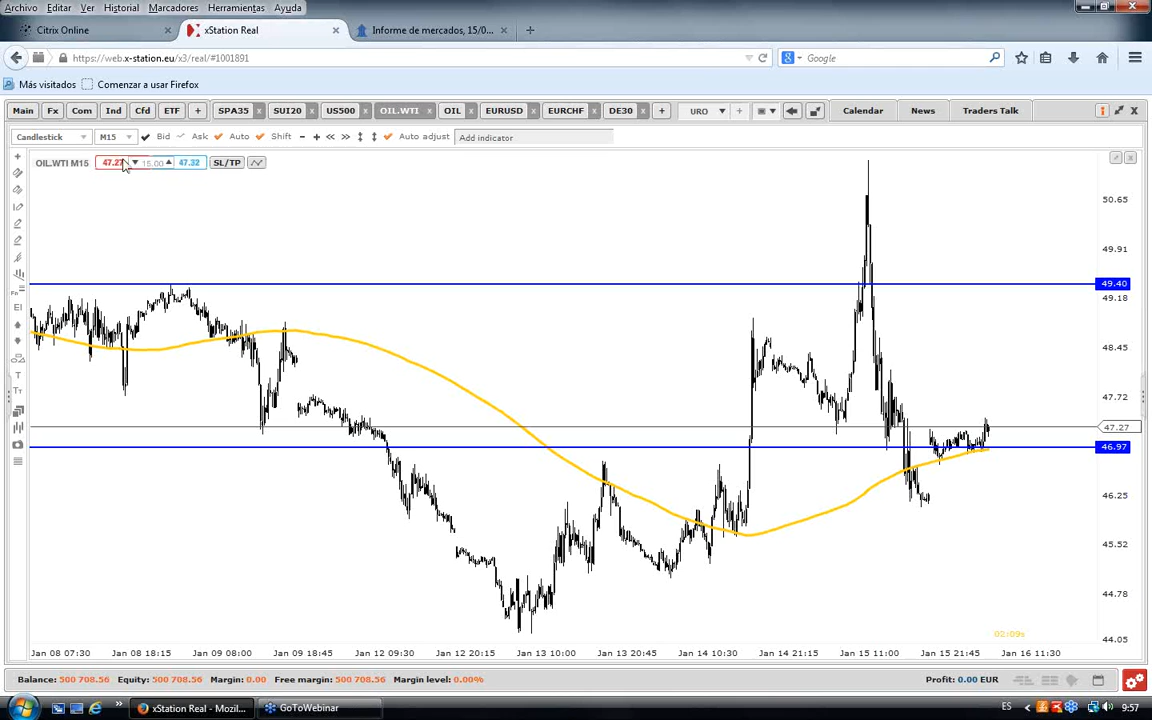 Archivo Editar Ver Historial Marcadores Herramientas Ayuda
Citrix Online × xStation Real × Informe de mercados, 15/0... × +
https://web.x-station.eu/x3/real/#1001891 Google
Más visitados Comenzar a usar Firefox
Main Fx Com Ind Cfd ETF + SPA35 × SUI20 × US500 × OIL.WTI × OIL × EURUSD × EURCHF × DE30 × + URO + Calendar News Traders Talk
Candlestick M15 Bid Ask Auto Shift - + << >> Auto adjust Add indicator
OIL.WTI M15 47.27 15.00 47.32 SL/TP
50.65
49.91
49.40
49.18
48.45
47.72
47.27
46.97
46.25
45.52
44.78
44.05
02/09s
Jan 08 07:30 Jan 08 18:15 Jan 09 08:00 Jan 09 18:45 Jan 12 09:30 Jan 12 20:15 Jan 13 10:00 Jan 13 20:45 Jan 14 10:30 Jan 14 21:15 Jan 15 11:00 Jan 15 21:45 Jan 16 11:30
Balance: 500 708.56 Equity: 500 708.56 Margin: 0.00 Free margin: 500 708.56 Margin level: 0.00% Profit: 0.00 EUR
xStation Real - Mozil... GoToWebinar ES 9:57